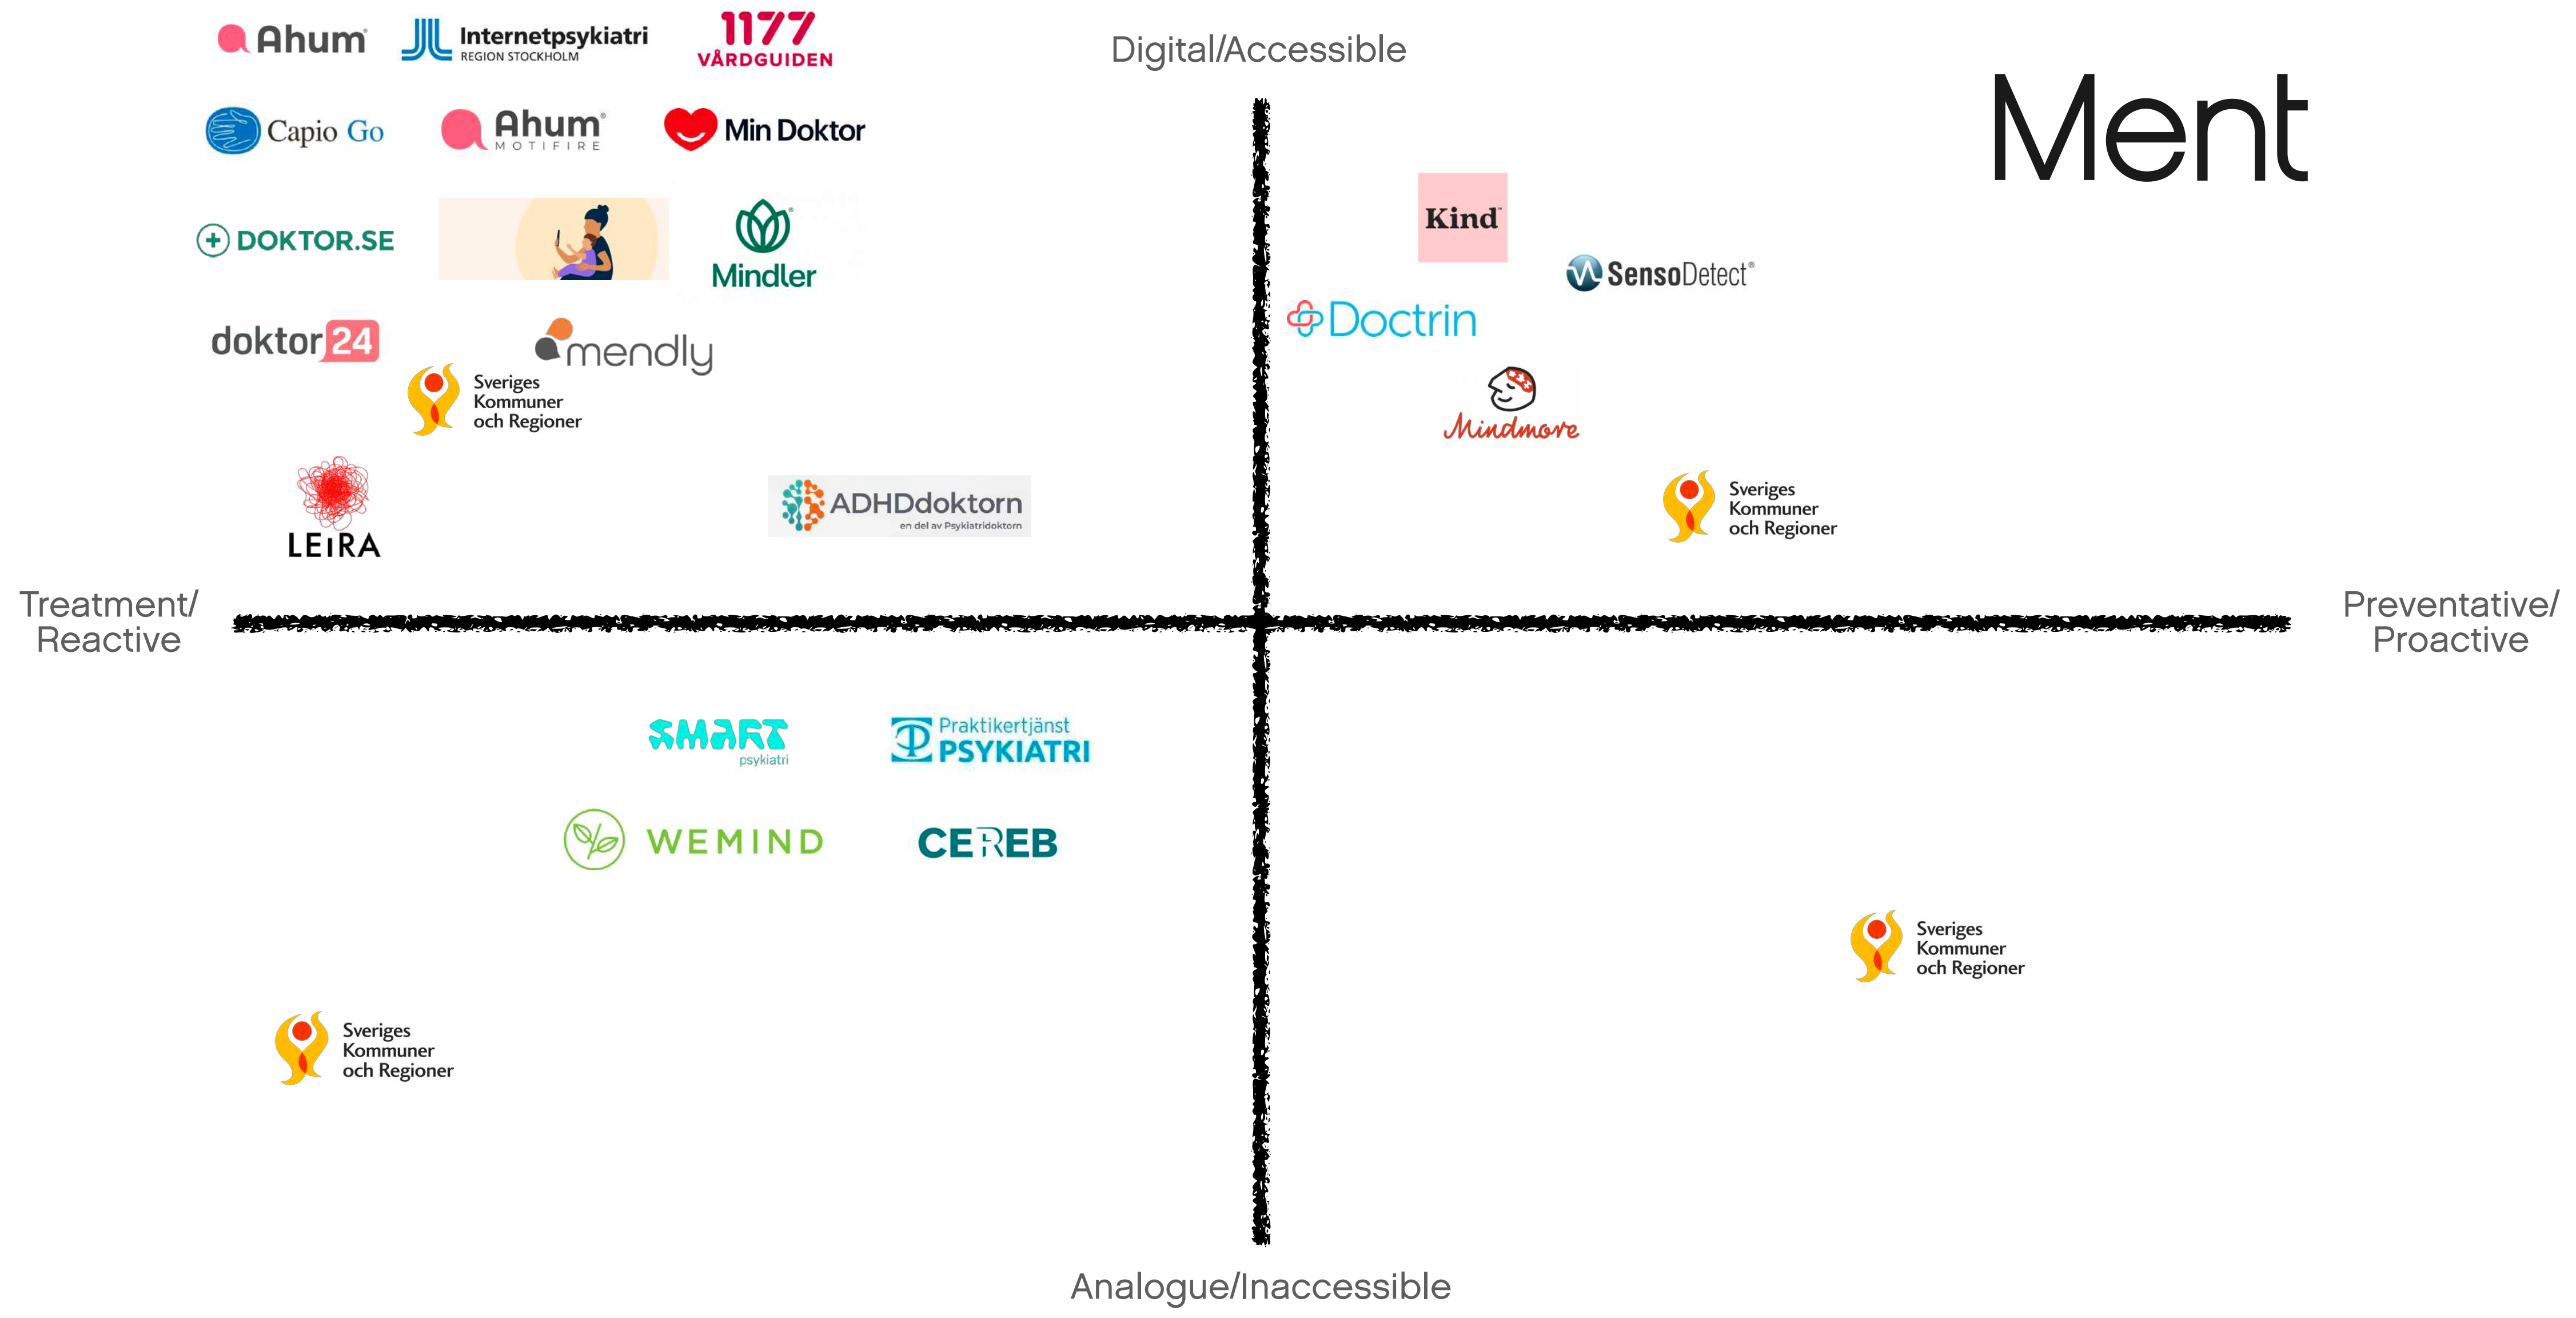 Ahum
Internetpsykiatri
REGION STOCKHOLM
1177
VÅRDGUIDEN
Digital/Accessible
Ment
Capio Go
Ahum
MOTIFIRE
Min Doktor
Kind™
DOKTOR.SE
Mindler
SensoDetect®
Doctrin
doktor24
mendly
Sveriges
Kommuner
och Regioner
Mindmore
LEiRA
ADHDdoktorn
en del av Psykiatridoktorn
Sveriges
Kommuner
och Regioner
Treatment/
Reactive
Preventative/
Proactive
SMART
psykiatri
Praktikertjänst
PSYKIATRI
WEMIND
CEREB
Sveriges
Kommuner
och Regioner
Sveriges
Kommuner
och Regioner
Analogue/Inaccessible